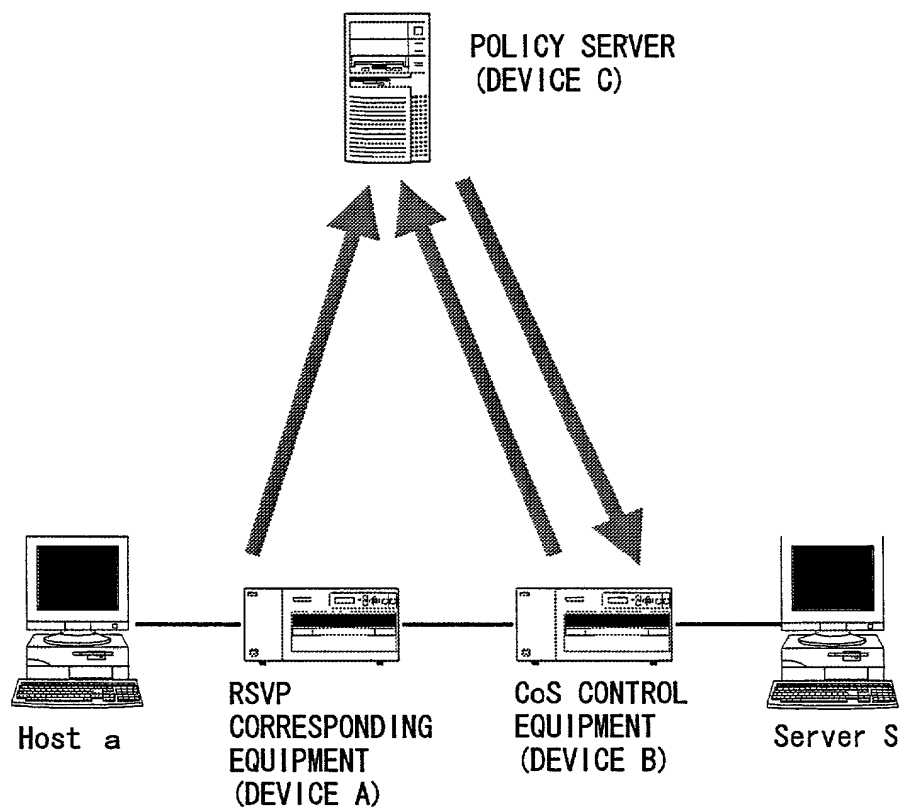 POLICY SERVER
(DEVICE C)
Host a
RSVP
CORRESPONDING
EQUIPMENT
(DEVICE A)
CoS CONTROL
EQUIPMENT
(DEVICE B)
Server S